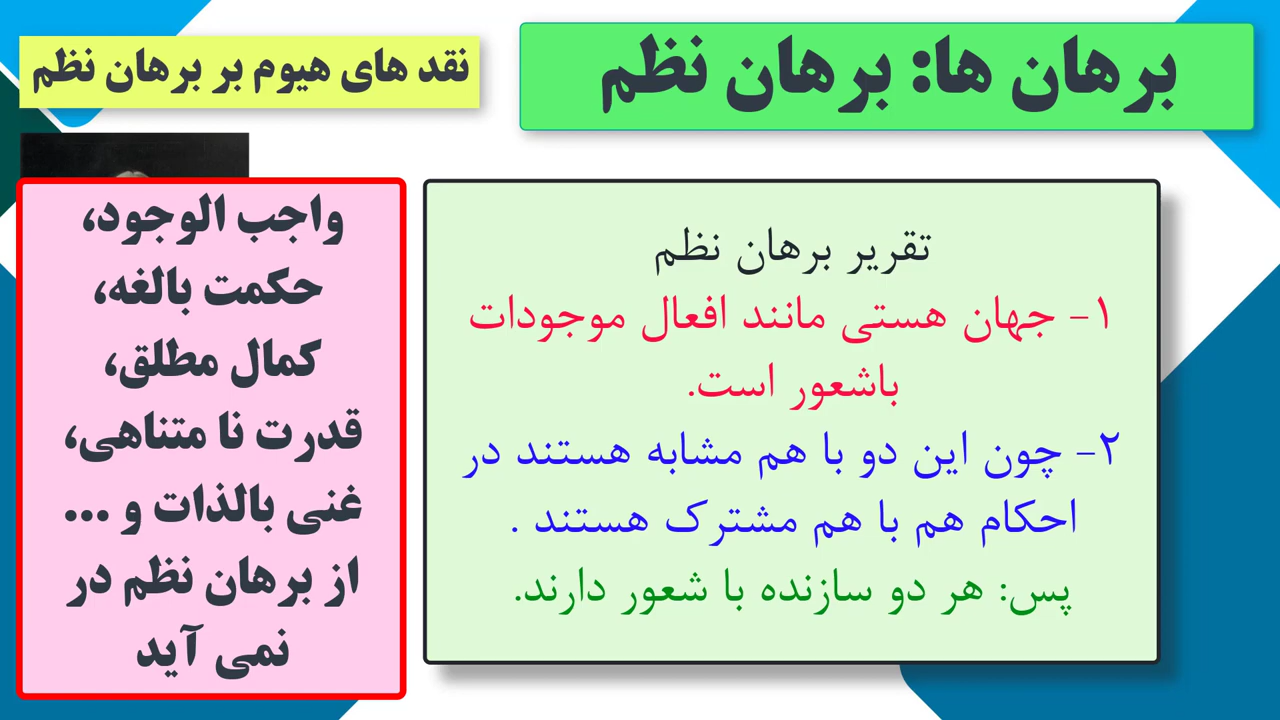 برهان ها: برهان نظم
نقد های هیوم بر برهان نظم
تقریر برهان نظم
۱- جهان هستی مانند افعال موجودات
باشعور است.
۲- چون این دو با هم مشابه هستند در
احکام هم با هم مشترک هستند .
پس: هر دو سازنده با شعور دارند.
واجب الوجود،
حکمت بالغه،
کمال مطلق،
قدرت نا متناهی،
غنی بالذات و ...
از برهان نظم در
نمی آید